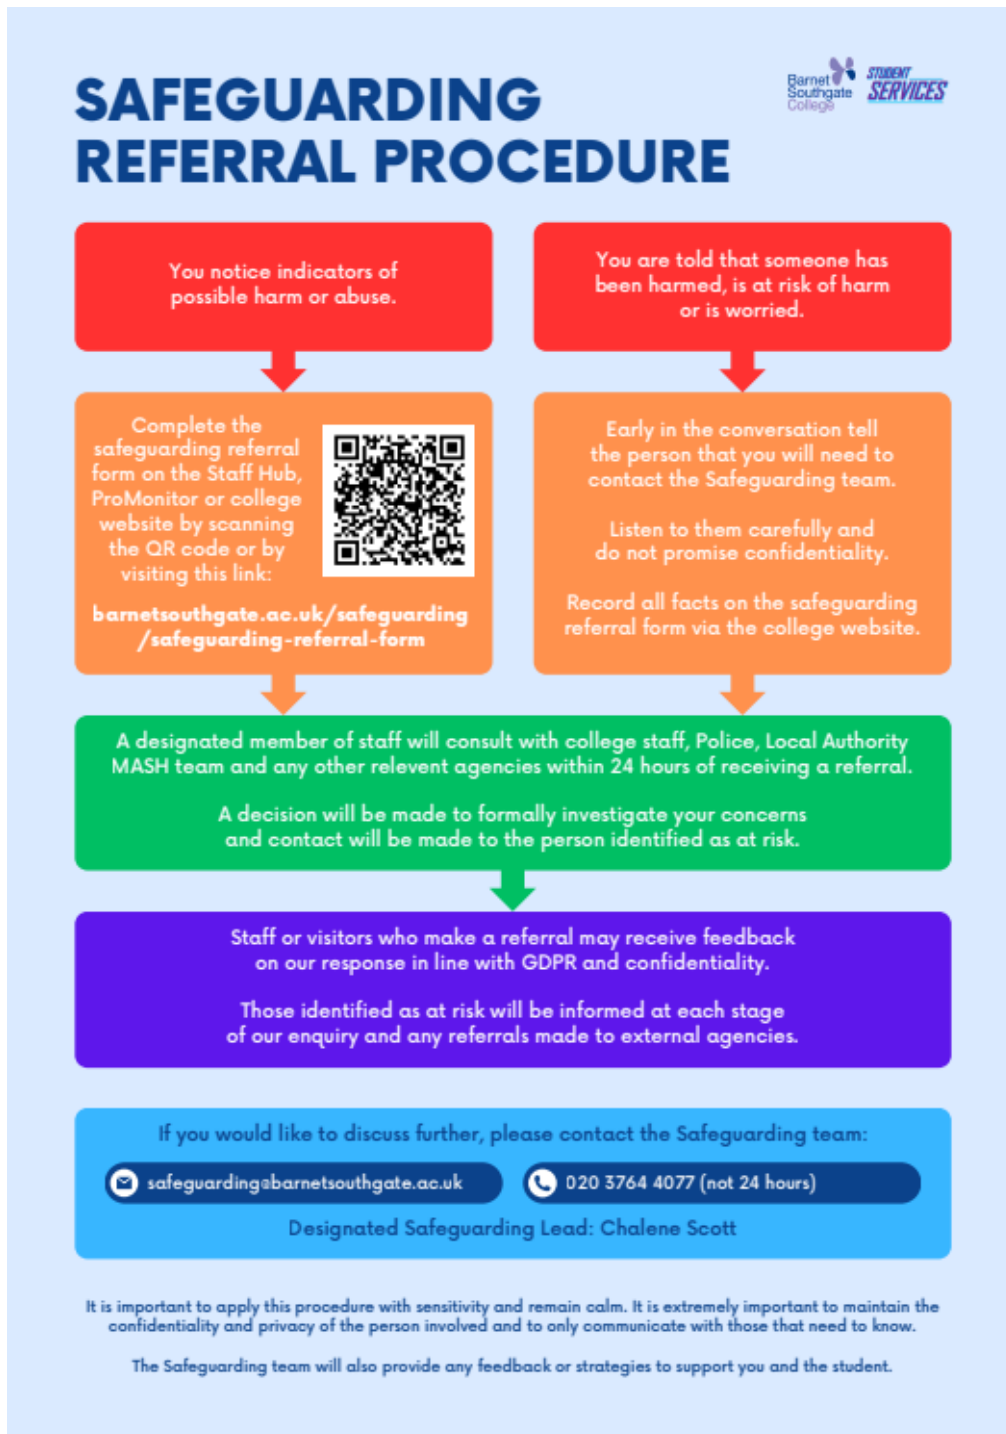 SAFEGUARDING
REFERRAL PROCEDURE
Barnet
Southgate
College
STUDENT
SERVICES
You notice indicators of
possible harm or abuse.
You are told that someone has
been harmed, is at risk of harm
or is worried.
Complete the
safeguarding referral
form on the Staff Hub,
ProMonitor or college
website by scanning
the QR code or by
visiting this link:
barnetsouthgate.ac.uk/safeguarding
/safeguarding-referral-form
Early in the conversation tell
the person that you will need to
contact the Safeguarding team.
Listen to them carefully and
do not promise confidentiality.
Record all facts on the safeguarding
referral form via the college website.
A designated member of staff will consult with college staff, Police, Local Authority
MASH team and any other relevent agencies within 24 hours of receiving a referral.
A decision will be made to formally investigate your concerns
and contact will be made to the person identified as at risk.
Staff or visitors who make a referral may receive feedback
on our response in line with GDPR and confidentiality.
Those identified as at risk will be informed at each stage
of our enquiry and any referrals made to external agencies.
If you would like to discuss further, please contact the Safeguarding team:
safeguarding@barnetsouthgate.ac.uk
020 3764 4077 (not 24 hours)
Designated Safeguarding Lead: Chalene Scott
It is important to apply this procedure with sensitivity and remain calm. It is extremely important to maintain the
confidentiality and privacy of the person involved and to only communicate with those that need to know.
The Safeguarding team will also provide any feedback or strategies to support you and the student.